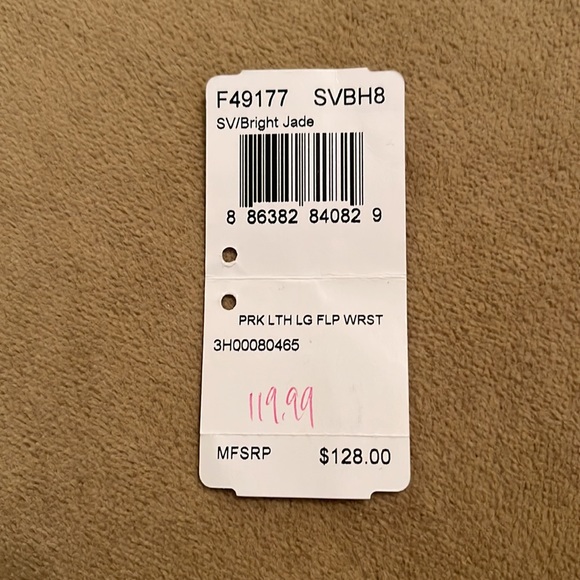 F49177 SVBH8
SV/Bright Jade
8 86382 84082 9
PRK LTH LG FLP WRST
3H00080465
119.99
MFSRP $128.00